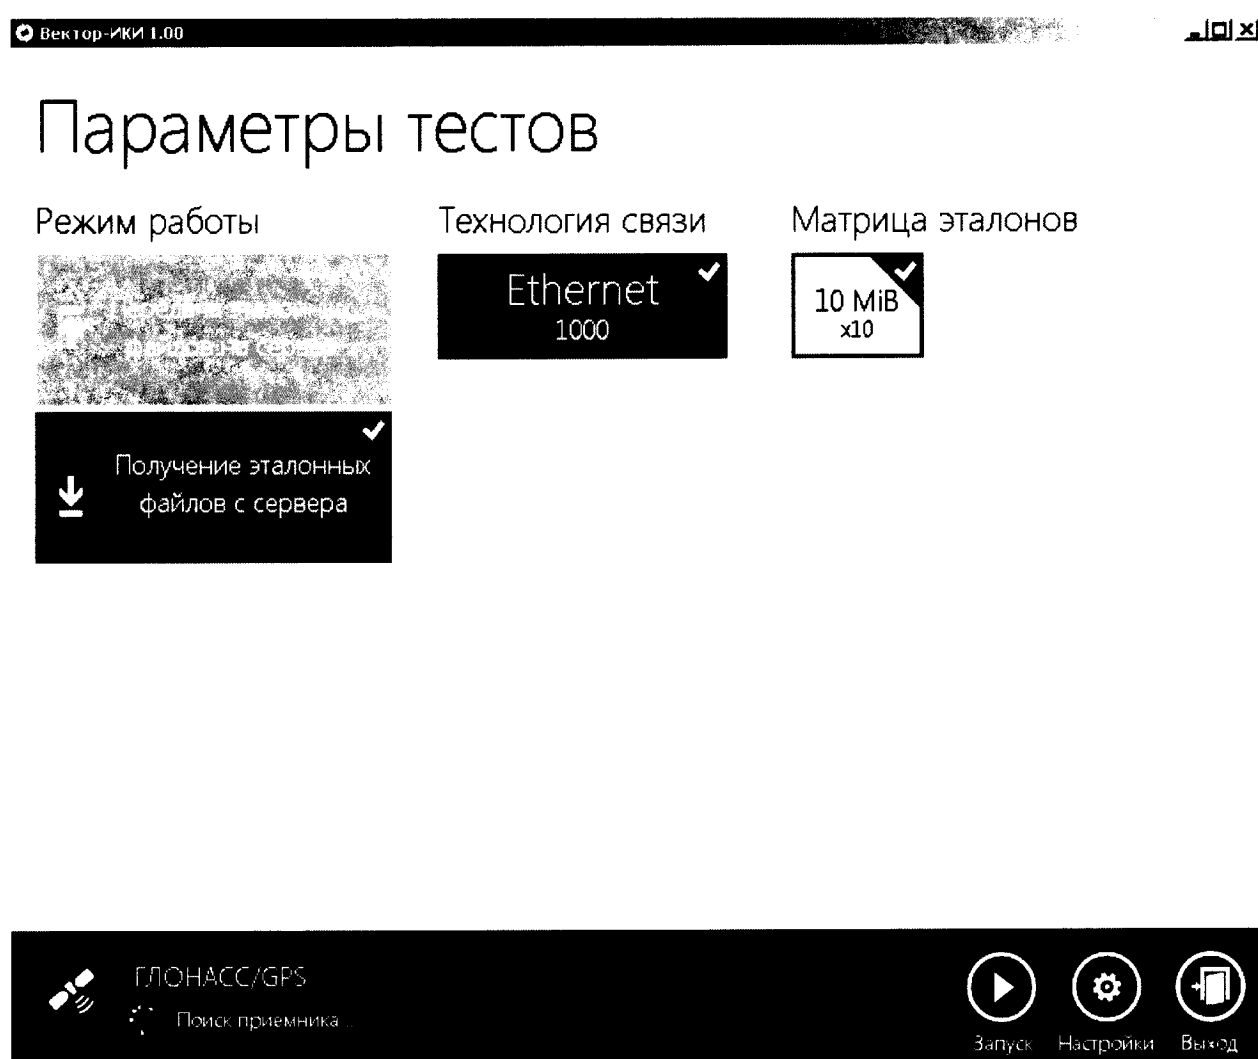 Вектор-ИКИ 1.00
Параметры тестов
Режим работы
Получение эталонных
файлов с сервера
Технология связи
Ethernet
1000
Матрица эталонов
10 MiB
x10
ГЛОНАСС/GPS
Поиск приемника...
Запуск
Настройки
Выход